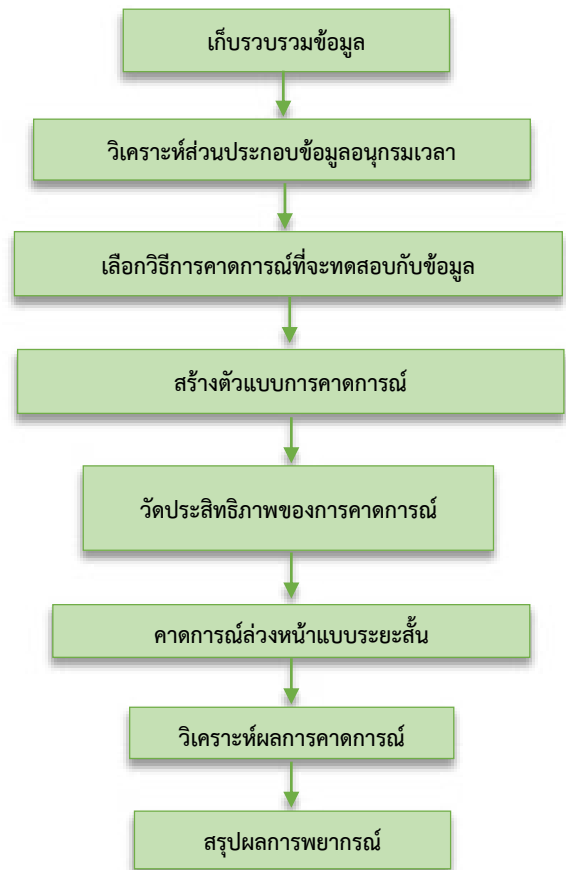 เก็บรวบรวมข้อมูล
วิเคราะห์ส่วนประกอบข้อมูลอนุกรมเวลา
เลือกวิธีการคาดการณ์ที่จะทดสอบกับข้อมูล
สร้างตัวแบบการคาดการณ์
วัดประสิทธิภาพของการคาดการณ์
คาดการณ์ล่วงหน้าแบบระยะสั้น
วิเคราะห์ผลการคาดการณ์
สรุปผลการพยากรณ์